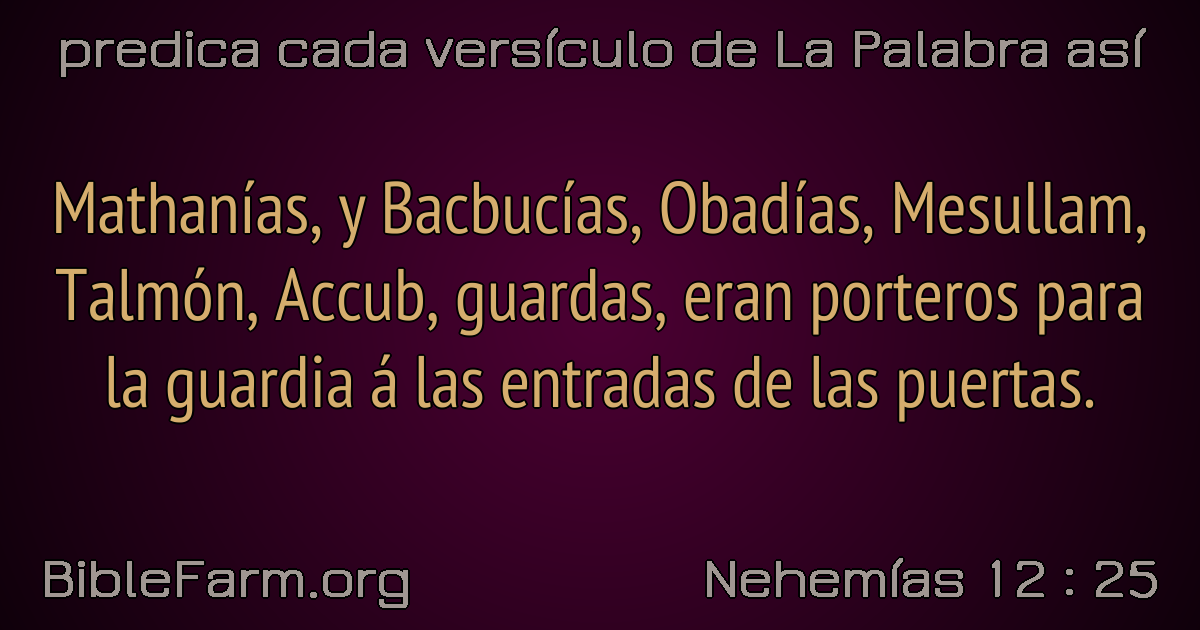 predica cada versículo de La Palabra así
Mathanías, y Bacbucías, Obadías, Mesullam,
Talmón, Accub, guardas, eran porteros para
la guardia á las entradas de las puertas.
BibleFarm.org
Nehemías 12 : 25